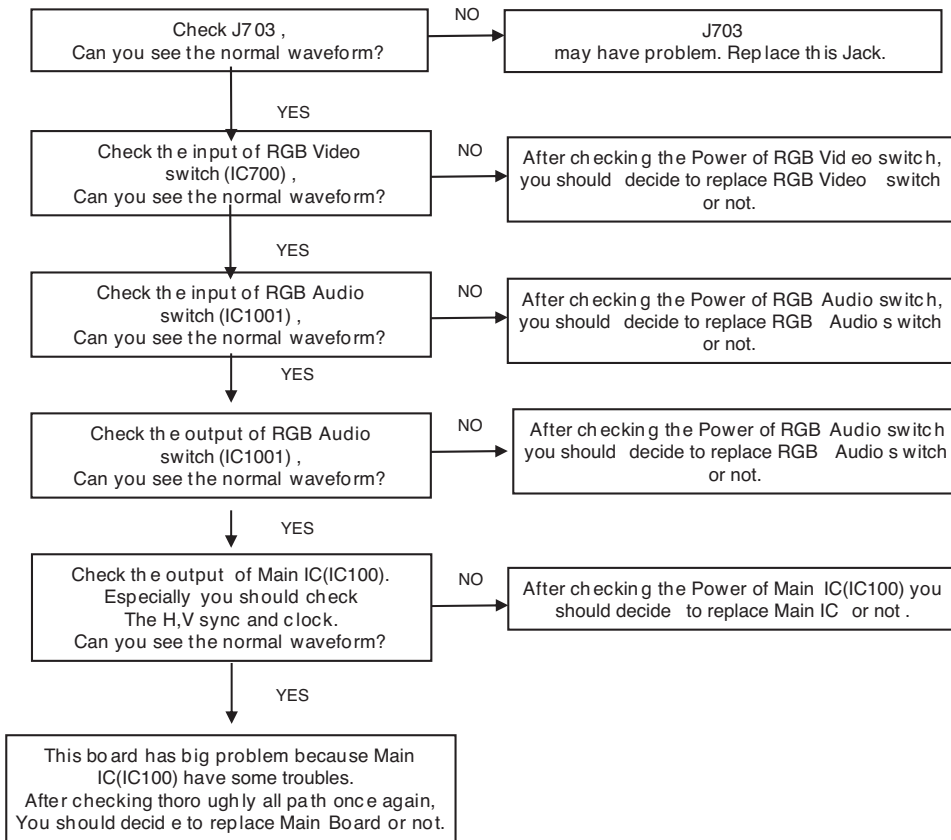 Check J703 ,
Can you see the normal waveform?
NO
J703
may have problem. Replace this Jack.
YES
Check the input of RGB Video
switch (IC700) ,
Can you see the normal waveform?
NO
After checking the Power of RGB Video switch,
you should decide to replace RGB Video switch
or not.
YES
Check the input of RGB Audio
switch (IC1001) ,
Can you see the normal waveform?
NO
After checking the Power of RGB Audio switch,
you should decide to replace RGB Audio switch
or not.
YES
Check the output of RGB Audio
switch (IC1001) ,
Can you see the normal waveform?
NO
After checking the Power of RGB Audio switch
you should decide to replace RGB Audio switch
or not.
YES
Check the output of Main IC(IC100).
Especially you should check
The H,V sync and clock.
Can you see the normal waveform?
NO
After checking the Power of Main IC(IC100) you
should decide to replace Main IC or not .
YES
This board has big problem because Main
IC(IC100) have some troubles.
After checking thoroughly all path once again,
You should decide to replace Main Board or not.